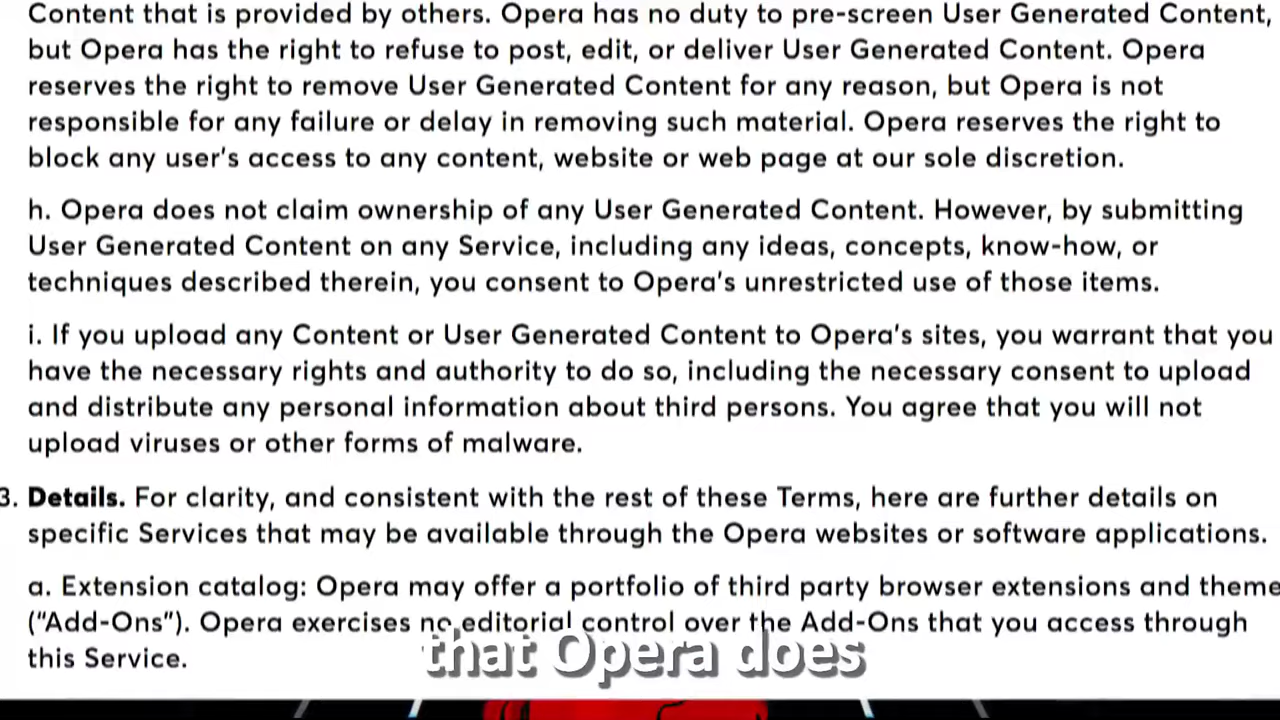 Content that is provided by others. Opera has no duty to pre-screen User Generated Content,
but Opera has the right to refuse to post, edit, or deliver User Generated Content. Opera
reserves the right to remove User Generated Content for any reason, but Opera is not
responsible for any failure or delay in removing such material. Opera reserves the right to
block any user's access to any content, website or web page at our sole discretion.
h. Opera does not claim ownership of any User Generated Content. However, by submitting
User Generated Content on any Service, including any ideas, concepts, know-how, or
techniques described therein, you consent to Opera's unrestricted use of those items.
i. If you upload any Content or User Generated Content to Opera's sites, you warrant that you
have the necessary rights and authority to do so, including the necessary consent to upload
and distribute any personal information about third persons. You agree that you will not
upload viruses or other forms of malware.
3. Details. For clarity, and consistent with the rest of these Terms, here are further details on
specific Services that may be available through the Opera websites or software applications.
a. Extension catalog: Opera may offer a portfolio of third party browser extensions and theme
("Add-Ons"). Opera exercises no editorial control over the Add-Ons that you access through
this Service.
that Opera does